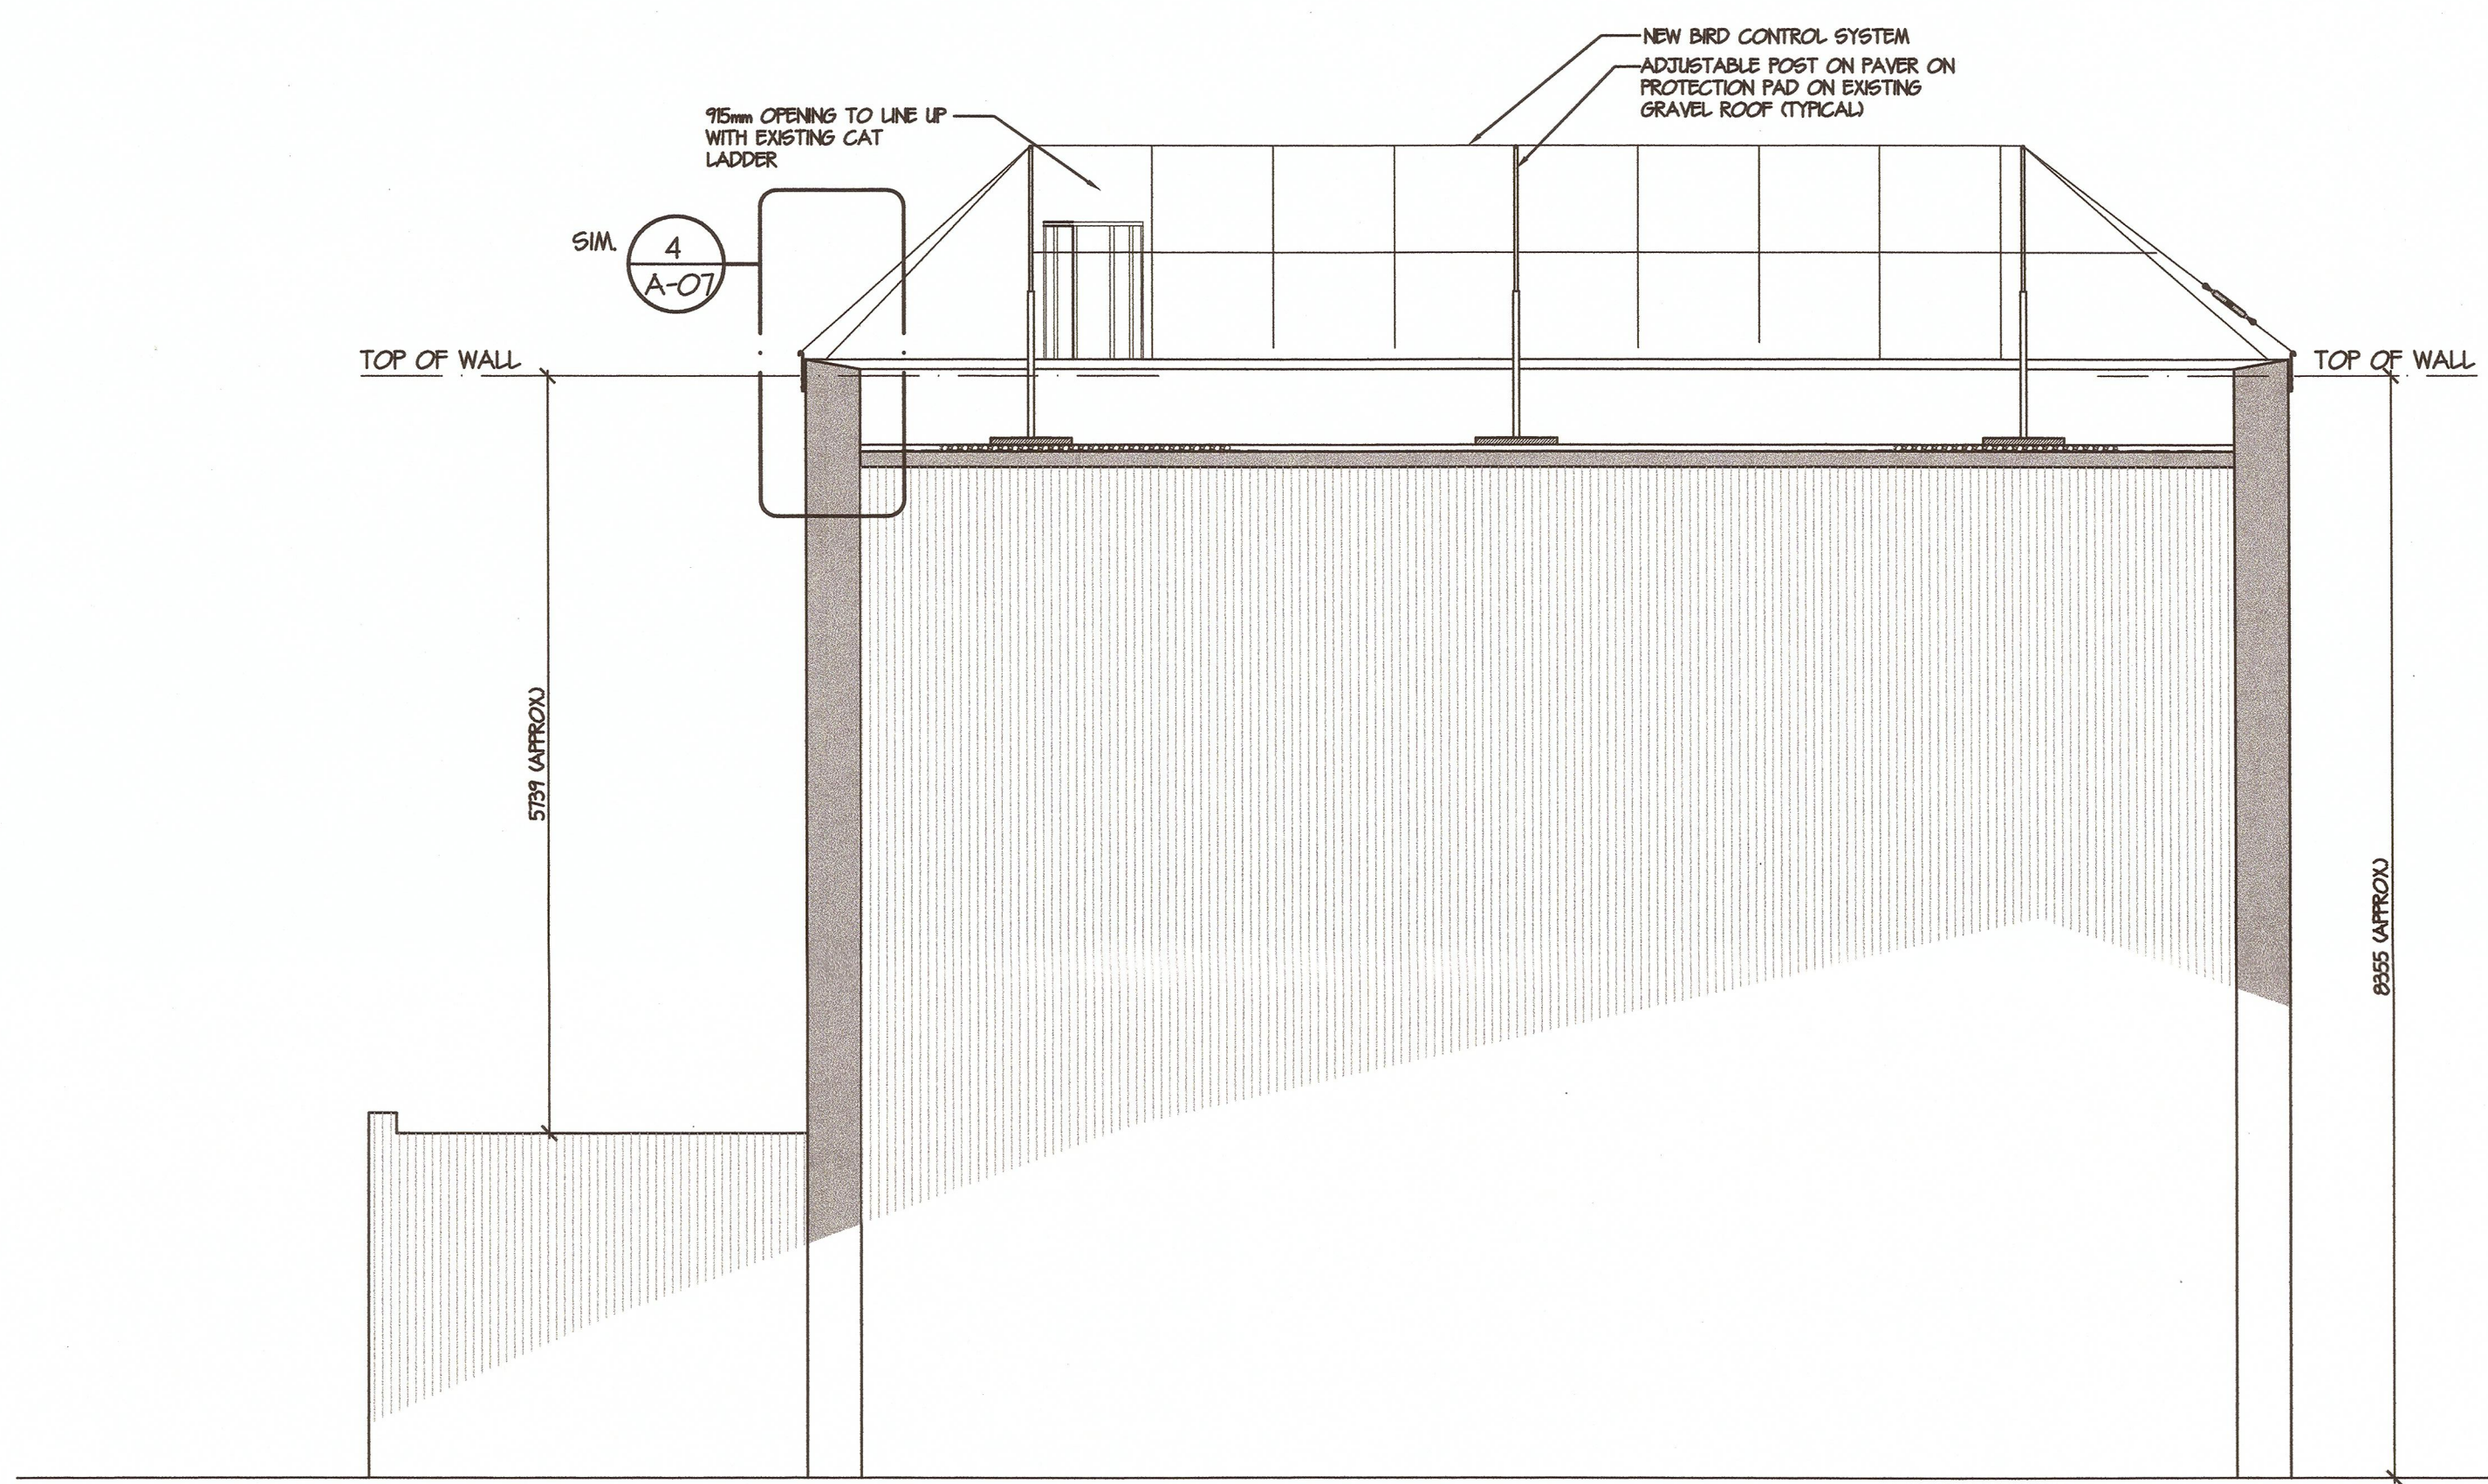 NEW BIRD CONTROL SYSTEM
ADJUSTABLE POST ON PAVER ON
PROTECTION PAD ON EXISTING
GRAVEL ROOF (TYPICAL)
915mm OPENING TO LINE UP
WITH EXISTING CAT
LADDER
SIM.
4
A-07
TOP OF WALL
TOP OF WALL
5739 (APPROX.)
8355 (APPROX.)